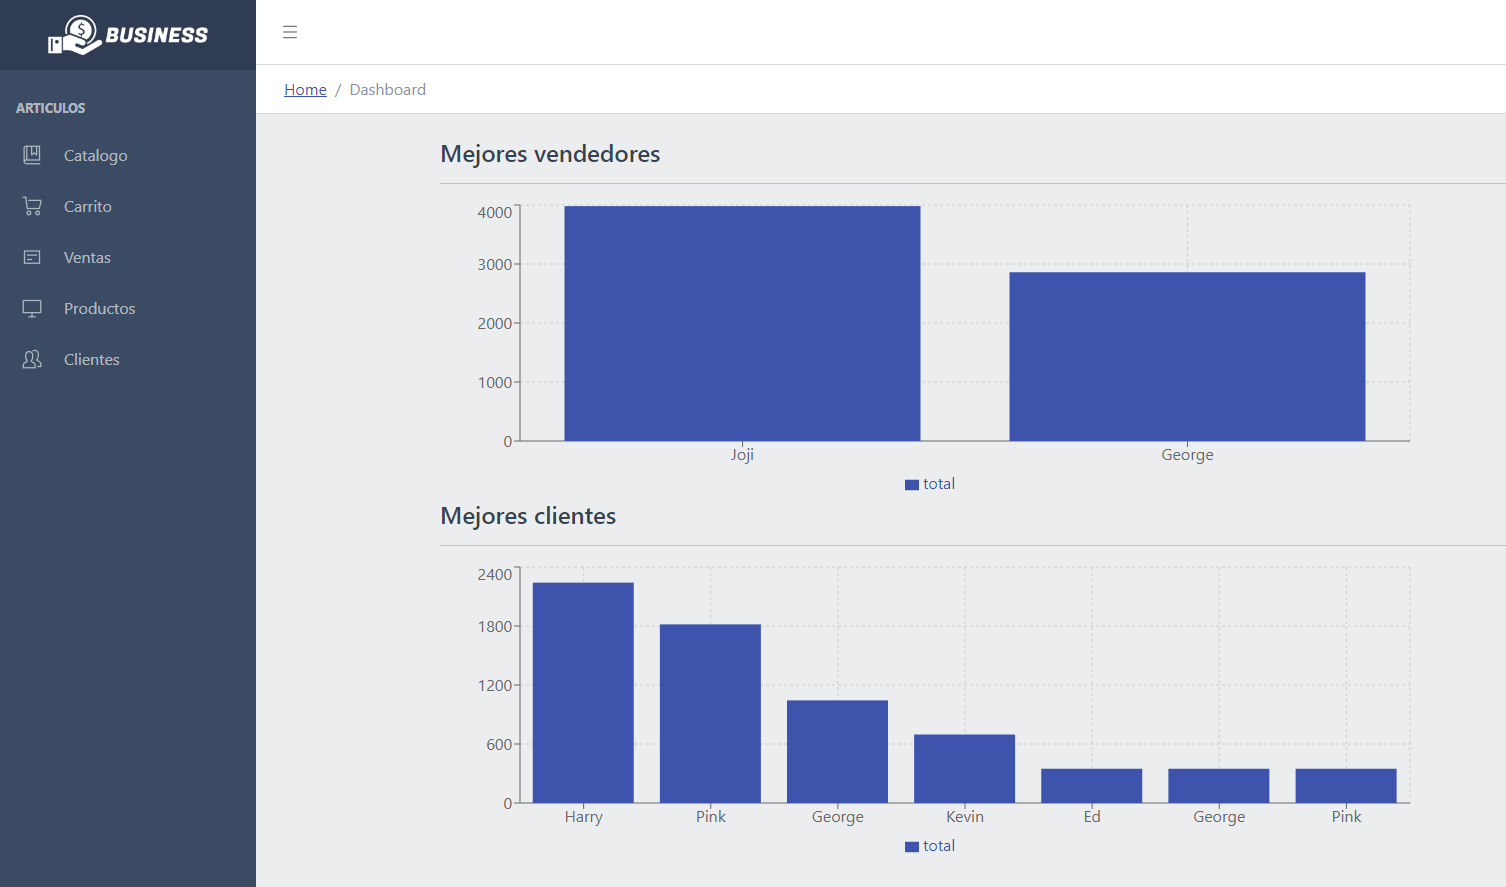 $ BUSINESS
ARTICULOS
Catalogo
Carrito
Ventas
Productos
Clientes
Home / Dashboard
Mejores vendedores
4000
3000
2000
1000
0
Joji George
total
Mejores clientes
2400
1800
1200
600
0
Harry Pink George Kevin Ed George Pink
total